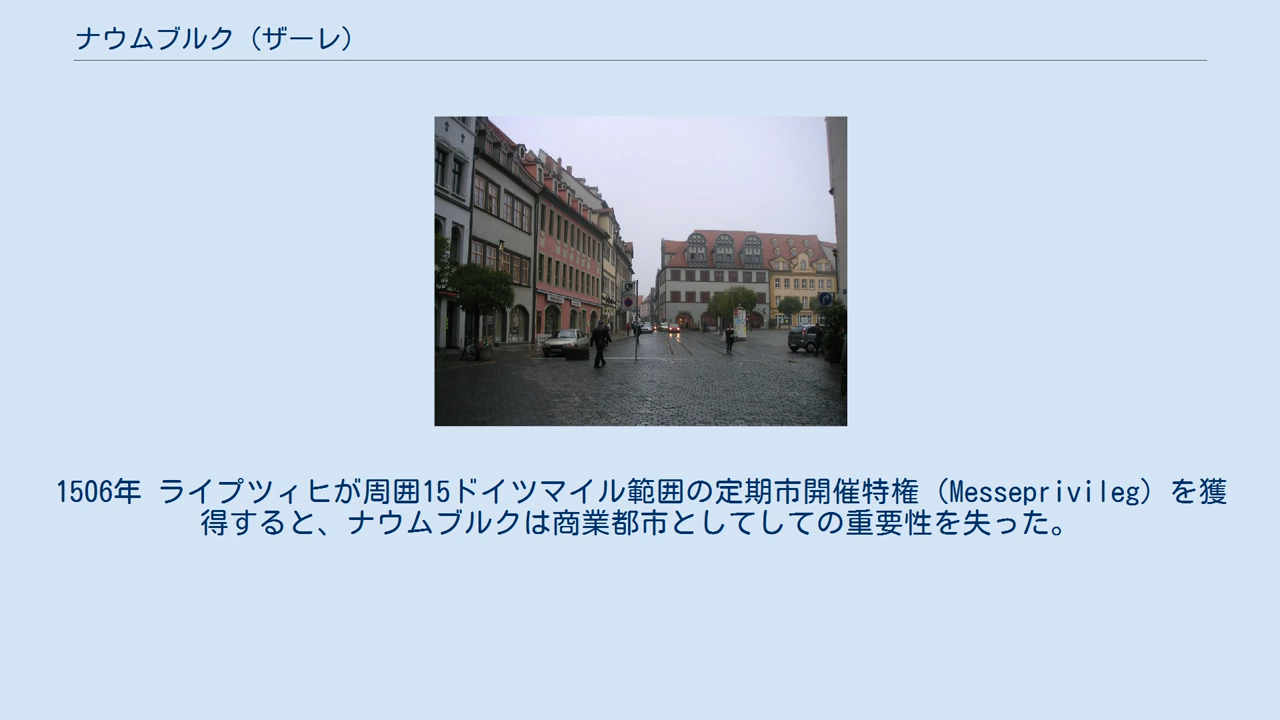 ナウムブルク（ザーレ）
1506年 ライプツィヒが周囲15ドイツマイル範囲の定期市開催特権（Messeprivileg）を獲
得すると、ナウムブルクは商業都市としてしての重要性を失った。